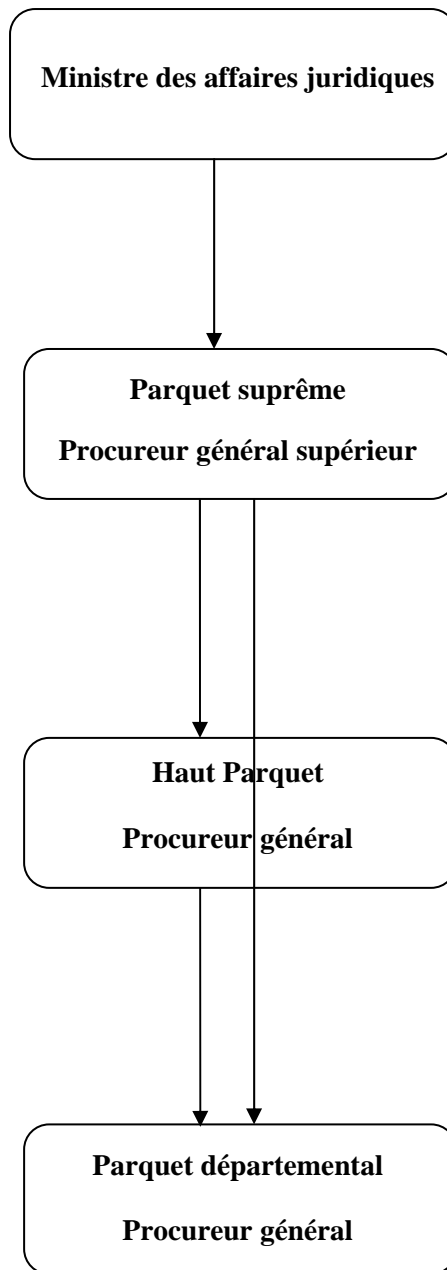 Ministre des affaires juridiques
Parquet suprême
Procureur général supérieur
Haut Parquet
Procureur général
Parquet départemental
Procureur général